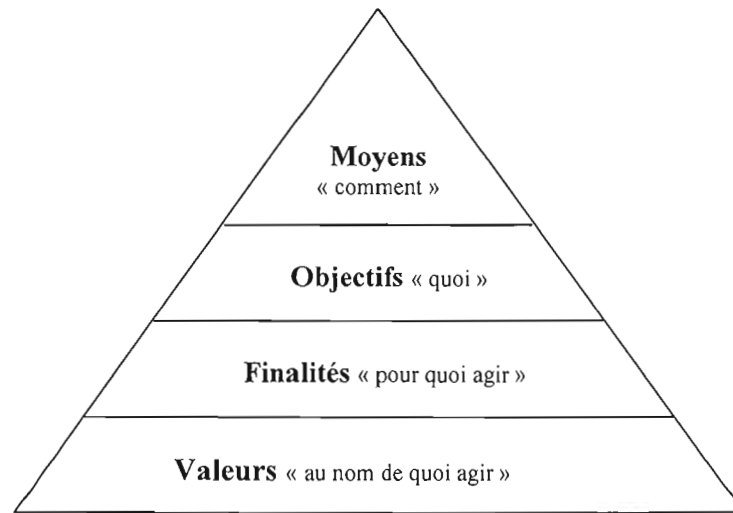 Moyens
« comment »
Objectifs « quoi »
Finalités « pour quoi agir »
Valeurs « au nom de quoi agir »